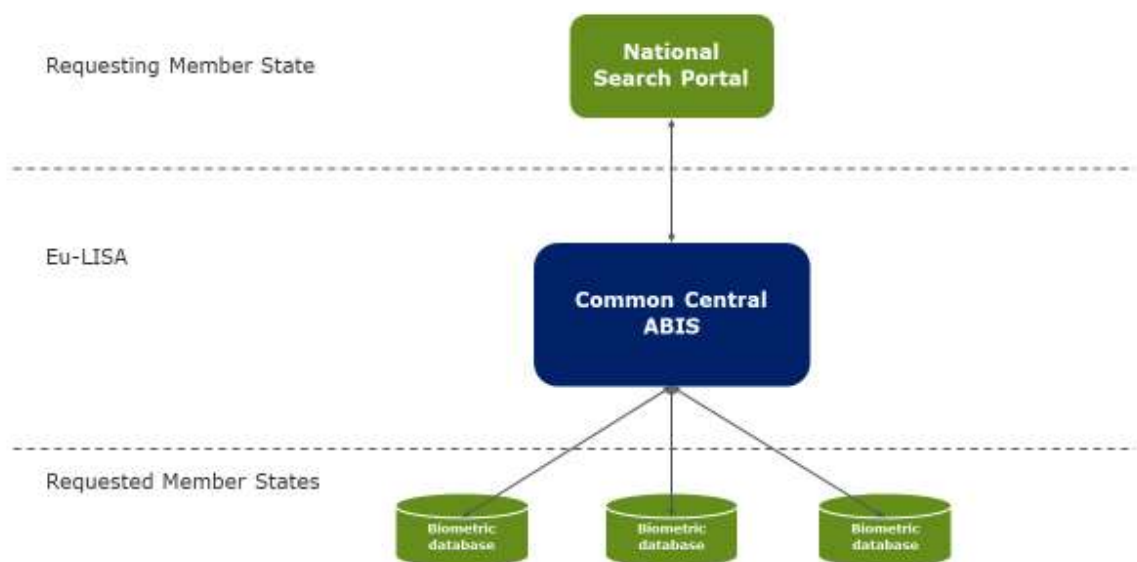 Requesting Member State
National
Search Portal
Eu-LISA
Common Central
ABIS
Requested Member States
Biometric
database
Biometric
database
Biometric
database